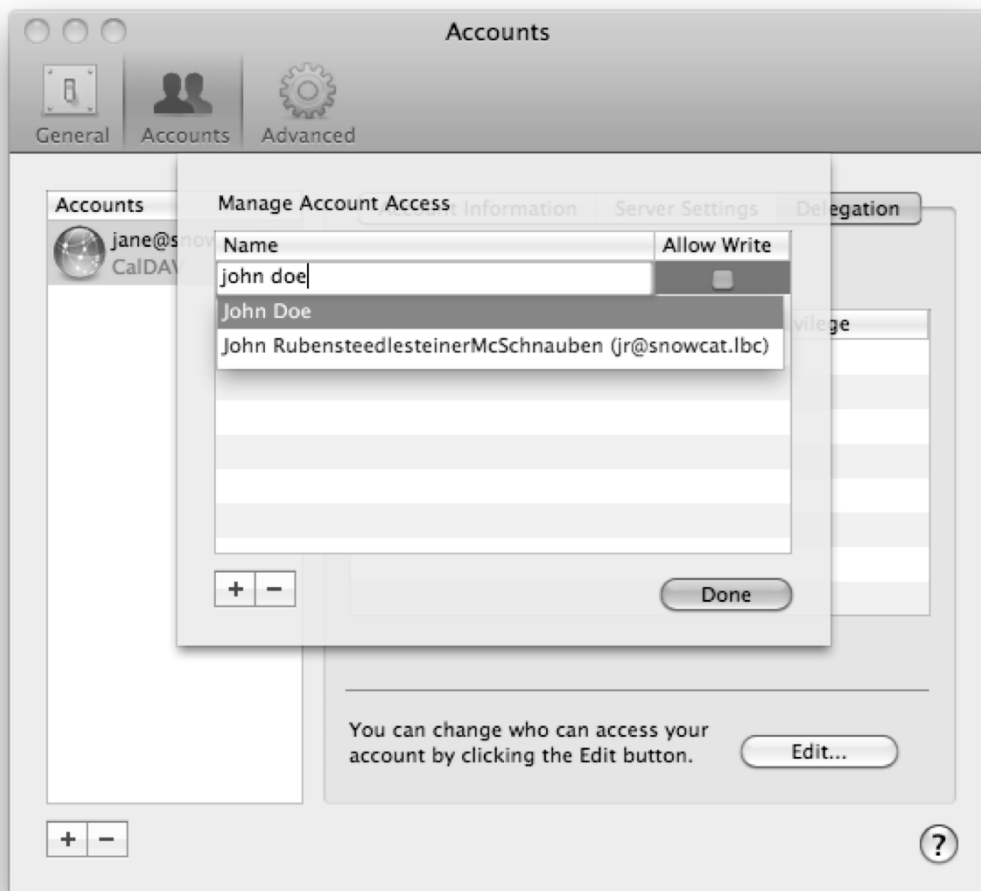 Accounts
General
Accounts
Advanced
Accounts
Manage Account Access
Account Information
Server Settings
Delegation
jane@snow
CalDAV
Name
Allow Write
john doe
John Doe
vilege
John RubensteedlesteinerMcSchnauben (jr@snowcat.lbc)
+
−
Done
You can change who can access your
account by clicking the Edit button.
Edit...
+
−
?